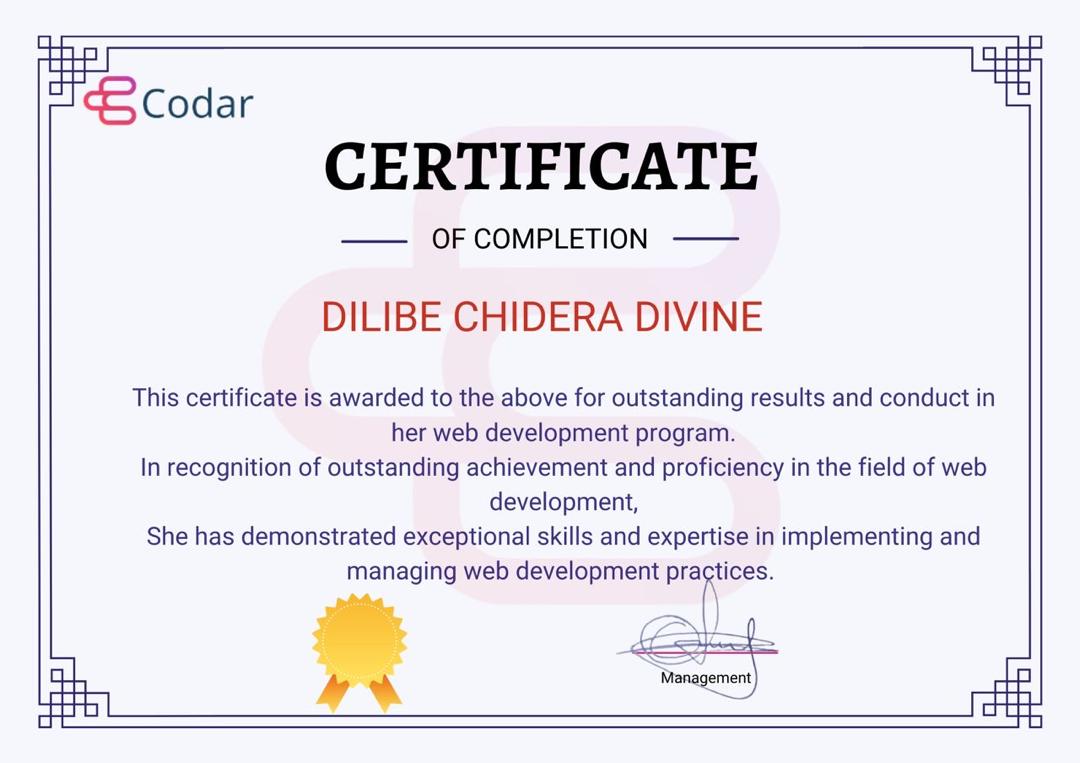 Codar
CERTIFICATE
OF COMPLETION
DILIBE CHIDERA DIVINE
This certificate is awarded to the above for outstanding results and conduct in
her web development program.
In recognition of outstanding achievement and proficiency in the field of web
development,
She has demonstrated exceptional skills and expertise in implementing and
managing web development practices.
Management